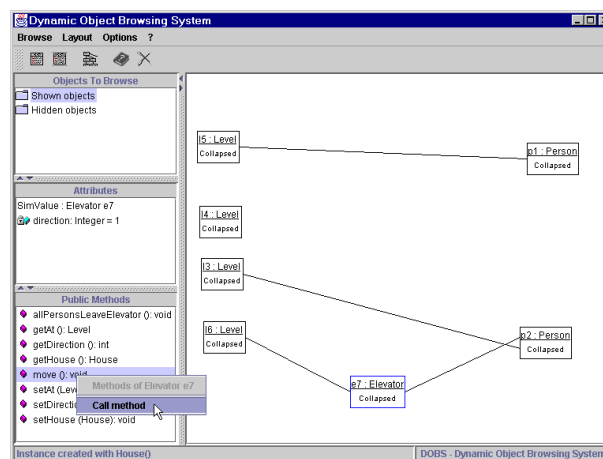 Dynamic Object Browsing System
Browse Layout Options ?
Objects To Browse
Shown objects
Hidden objects
Attributes
SimValue : Elevator e7
direction: Integer = 1
Public Methods
allPersonsLeaveElevator (): void
getAt (): Level
getDirection (): int
getHouse (): House
move (): void
setAt (Leve
setDirectio
setHouse (House): void
Methods of Elevator e7
Call method
l5 : Level
Collapsed
p1 : Person
Collapsed
l4 : Level
Collapsed
l3 : Level
Collapsed
l6 : Level
Collapsed
p2 : Person
Collapsed
e7 : Elevator
Collapsed
Instance created with House()
DOBS - Dynamic Object Browsing System